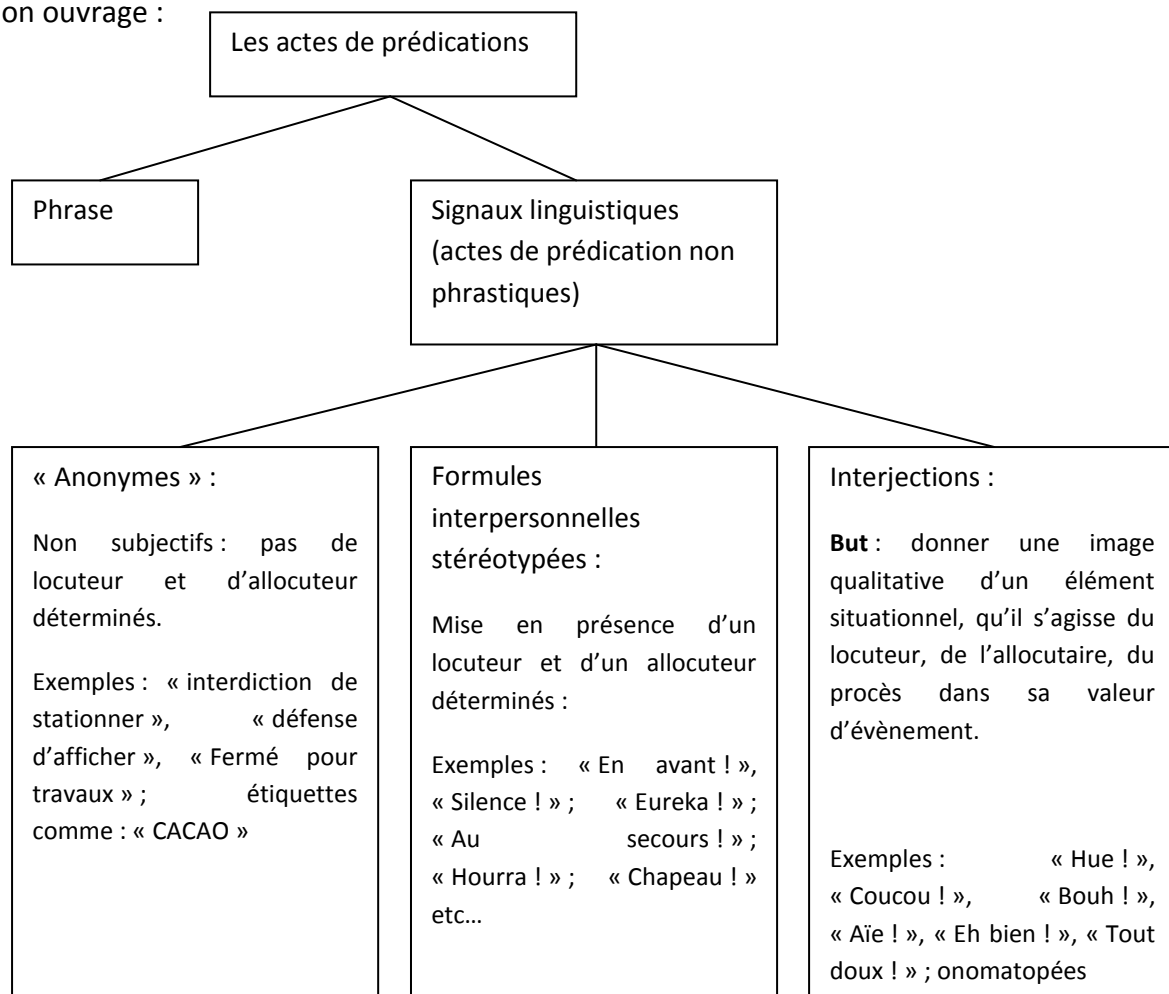 on ouvrage :
Les actes de prédications
Phrase
Signaux linguistiques
(actes de prédication non
phrastiques)
« Anonymes » :
Non subjectifs : pas de
locuteur et d’allocuteur
déterminés.
Exemples : « interdiction de
stationner », « défense
d’afficher », « Fermé pour
travaux » ; étiquettes
comme : « CACAO »
Formules
interpersonnelles
stéréotypées :
Mise en présence d’un
locuteur et d’un allocuteur
déterminés :
Exemples : « En avant ! »,
« Silence ! » ; « Eureka ! » ;
« Au secours ! » ;
« Hourra ! » ; « Chapeau ! »
etc…
Interjections :
But : donner une image
qualitative d’un élément
situationnel, qu’il s’agisse du
locuteur, de l’allocutaire, du
procès dans sa valeur
d’évènement.
Exemples : « Hue ! »,
« Coucou ! », « Bouh ! »,
« Aïe ! », « Eh bien ! », « Tout
doux ! » ; onomatopées